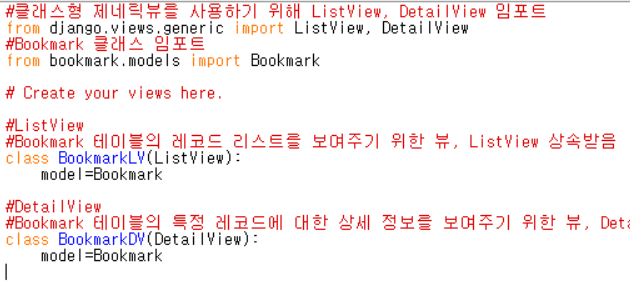 #클래스형 제네릭뷰를 사용하기 위해 ListView, DetailView 임포트
from django.views.generic import ListView, DetailView
#Bookmark 클래스 임포트
from bookmark.models import Bookmark
# Create your views here.
#ListView
#Bookmark 테이블의 레코드 리스트를 보여주기 위한 뷰, ListView 상속받음
class BookmarkLV(ListView):
model=Bookmark
#DetailView
#Bookmark 테이블의 특정 레코드에 대한 상세 정보를 보여주기 위한 뷰, Deta
class BookmarkDV(DetailView):
model=Bookmark